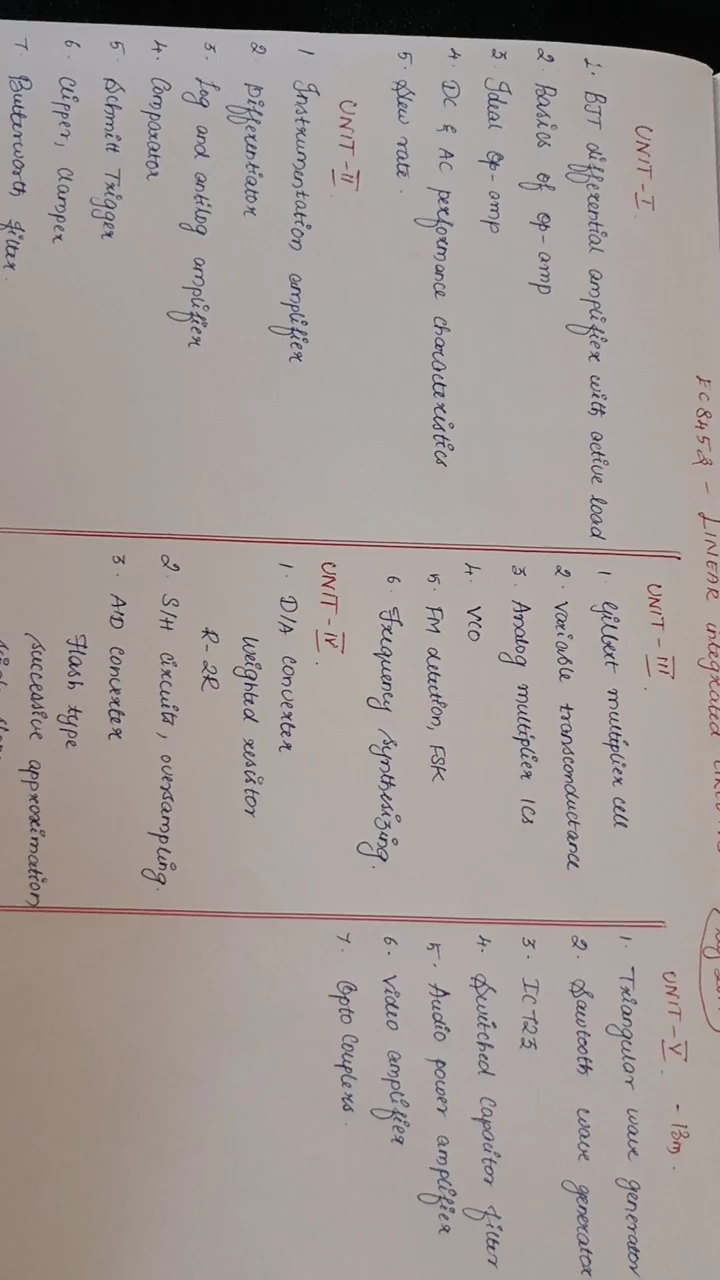 EC8453 - LINEAR integrated
UNIT - I.
1. BJT differential amplifier with active load
2. Basics of op-amp
3. Ideal op-amp
4. DC & AC performance characteristics
5. Slew rate.
UNIT - II
1. Instrumentation amplifier
2. Differentiator
3. Log and antilog amplifier
4. Comparator
5. Schmitt Trigger
6. Clipper, Clamper
7. Butterworth filter.
UNIT - III.
1. Gilbert multiplier cell
2. Variable transconductance
3. Analog multiplier ICs
4. VCO
5. FM detection, FSK
6. Frequency synthesizing.
UNIT - IV.
1. D/A converter
Weighted resistor
R-2R
2. S/H circuits, oversampling.
3. A/D converter
Flash type
successive approximation,
UNIT - V. - 13m.
1. Triangular wave generator
2. Sawtooth wave generator
3. IC723
4. Switched capacitor filter
5. Audio power amplifier
6. Video amplifier
7. Opto Couplers.